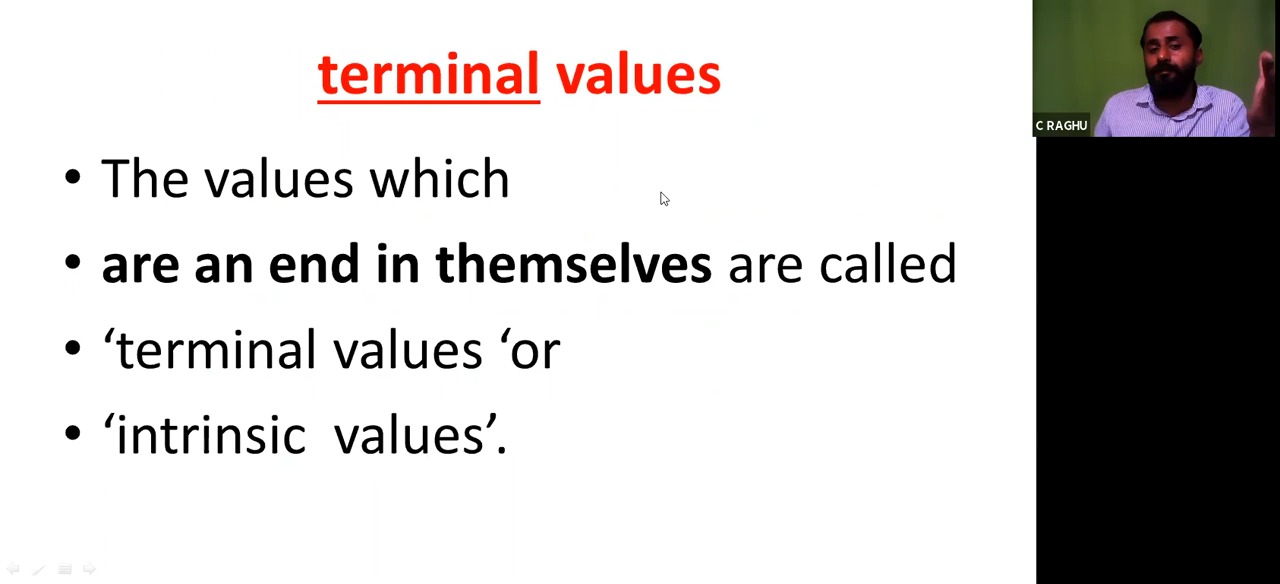 terminal values
• The values which
• are an end in themselves are called
• ‘terminal values ‘or
• ‘intrinsic  values’.
C RAGHU